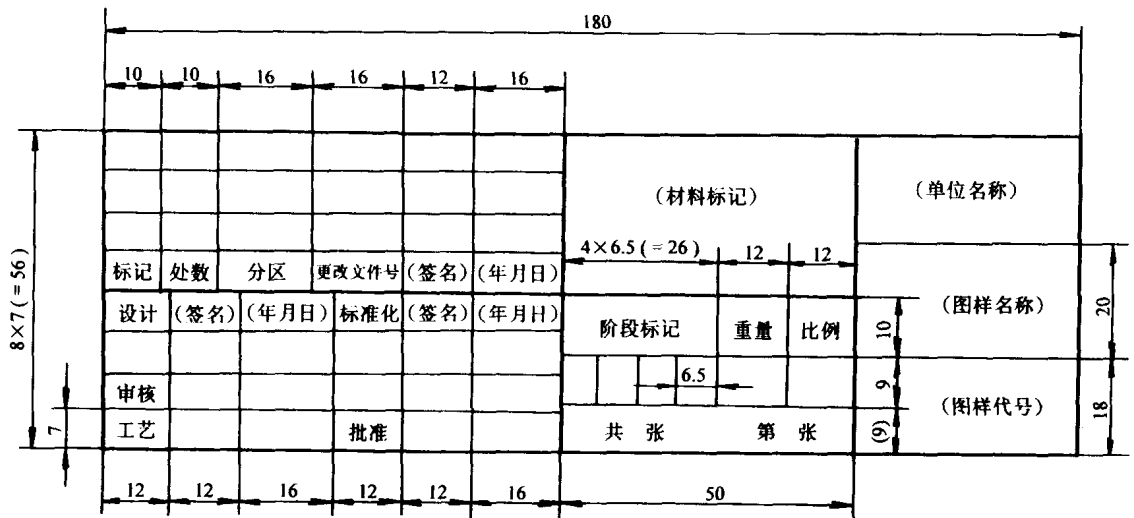 180
10 10 16 16 12 16
(材料标记) (单位名称)
4×6.5(=26) 12 12
标记 处数 分区 更改文件号 (签名) (年月日)
设计 (签名) (年月日) 标准化 (签名) (年月日)
阶段标记 重量 比例 10 (图样名称) 20
8×7(=56)
6.5 9
审核
(图样代号) 18
7 工艺 批准 共 张 第 张 (9)
12 12 16 12 12 16 50